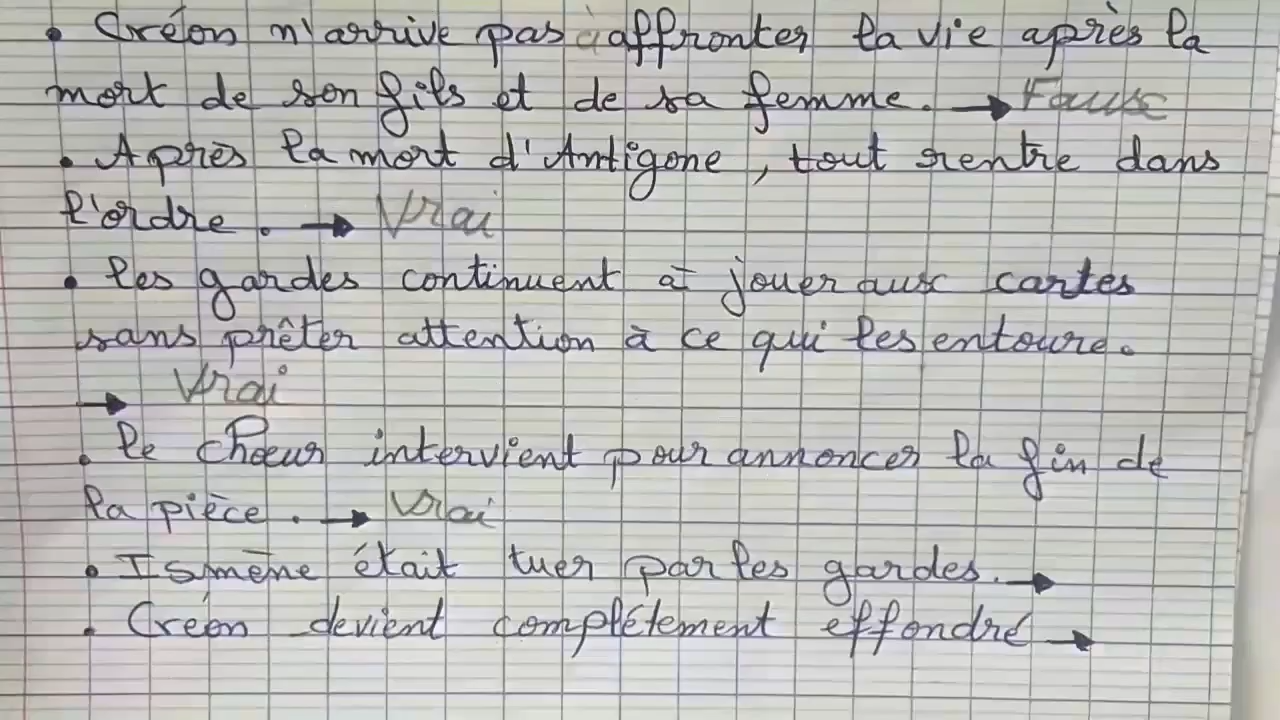 • Créon n'arrive pas à affronter la vie après la
mort de son fils et de sa femme. → Faux
• Après la mort d'Antigone, tout rentre dans
l'ordre. → Vrai
• les gardes continuent à jouer aux cartes
sans prêter attention à ce qui les entoure.
→ Vrai
• le chœur intervient pour annoncer la fin de
la pièce. → Vrai
• Ismène était tuer par les gardes. →
• Créon devient complétement effondré →